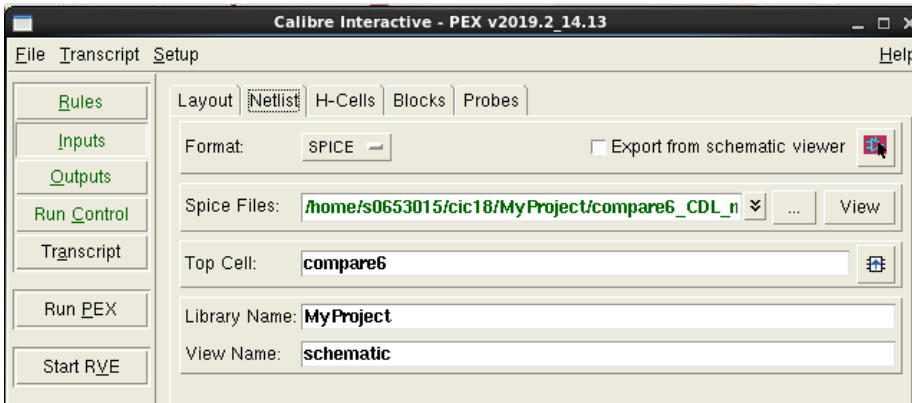 Calibre Interactive - PEX v2019.2_14.13
File Transcript Setup Help
Rules
Inputs
Outputs
Run Control
Transcript
Run PEX
Start RVE
Layout Netlist H-Cells Blocks Probes
Format: SPICE Export from schematic viewer
Spice Files: /home/s0653015/cic18/MyProject/compare6_CDL_n ... View
Top Cell: compare6
Library Name: MyProject
View Name: schematic